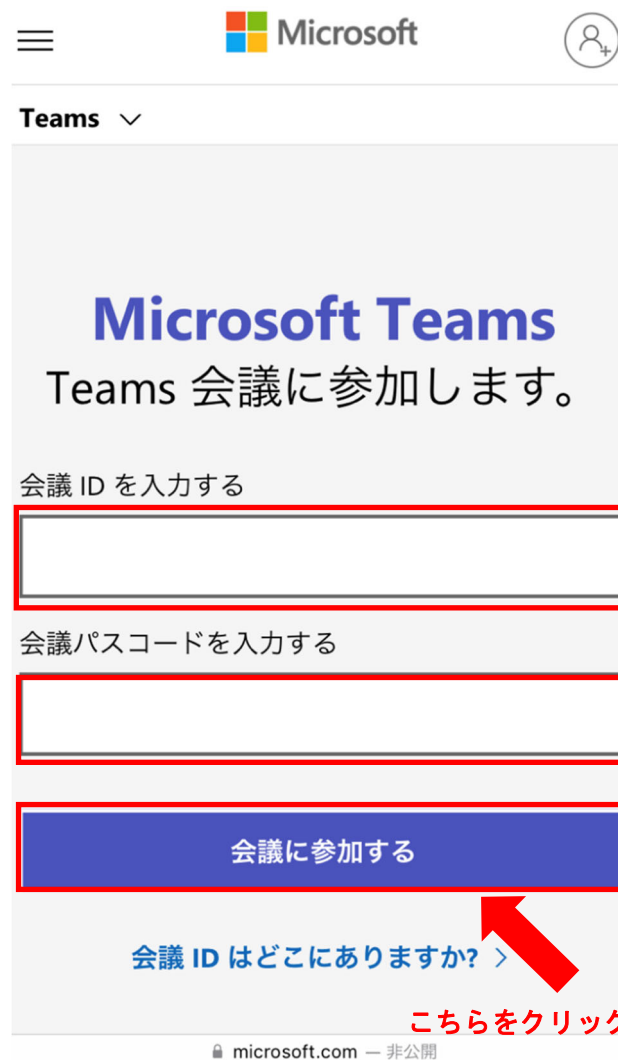 Microsoft
Teams
Microsoft Teams
Teams 会議に参加します。
会議 ID を入力する
会議パスコードを入力する
会議に参加する
会議 ID はどこにありますか?
こちらをクリック
microsoft.com — 非公開